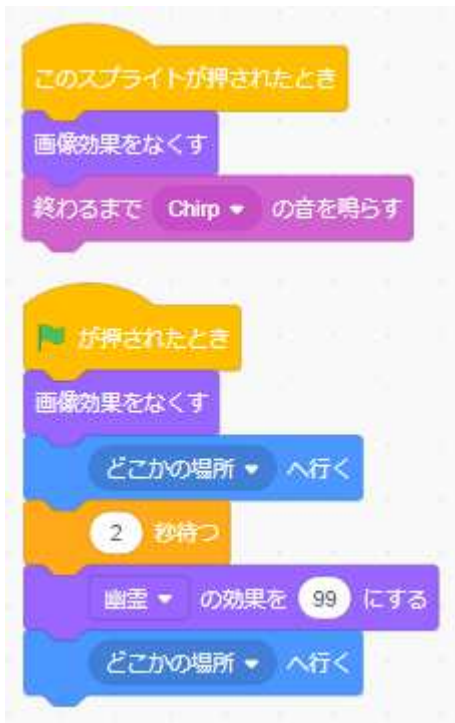 このスプライトが押されたとき
画像効果をなくす
終わるまで Chirp の音を鳴らす
が押されたとき
画像効果をなくす
どこかの場所 へ行く
2 秒待つ
幽霊 の効果を 99 にする
どこかの場所 へ行く